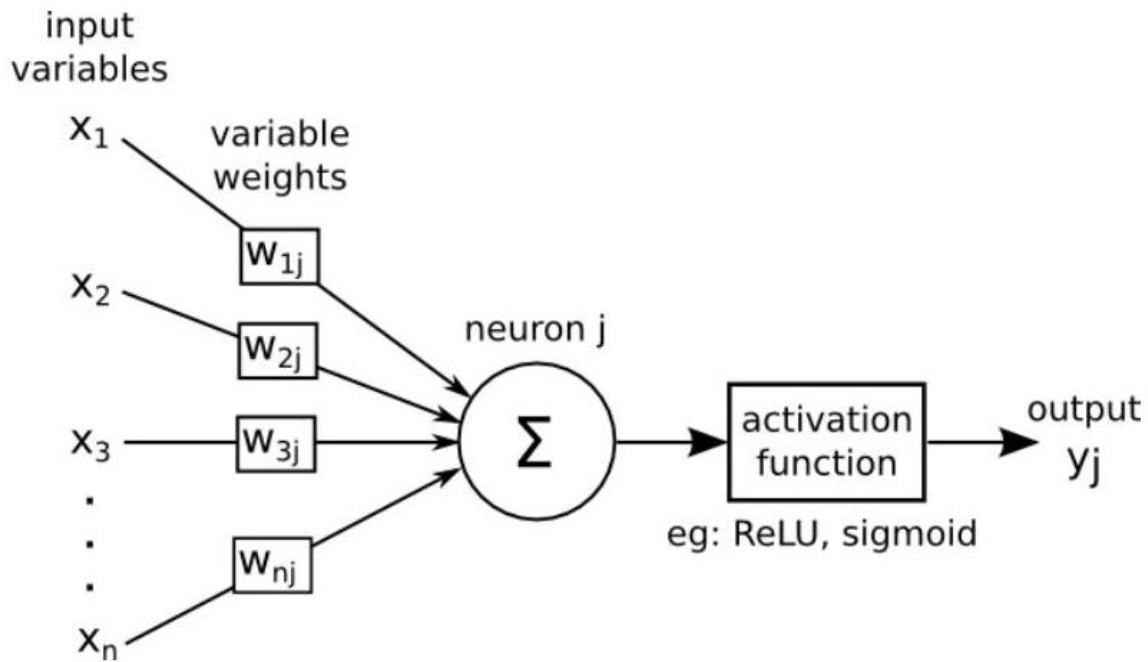 input
variables
x₁
variable
weights
w₁ⱼ
x₂
w₂ⱼ
neuron j
x₃
w₃ⱼ
Σ
activation
function
output
yⱼ
eg: ReLU, sigmoid
.
.
.
wₙⱼ
xₙ